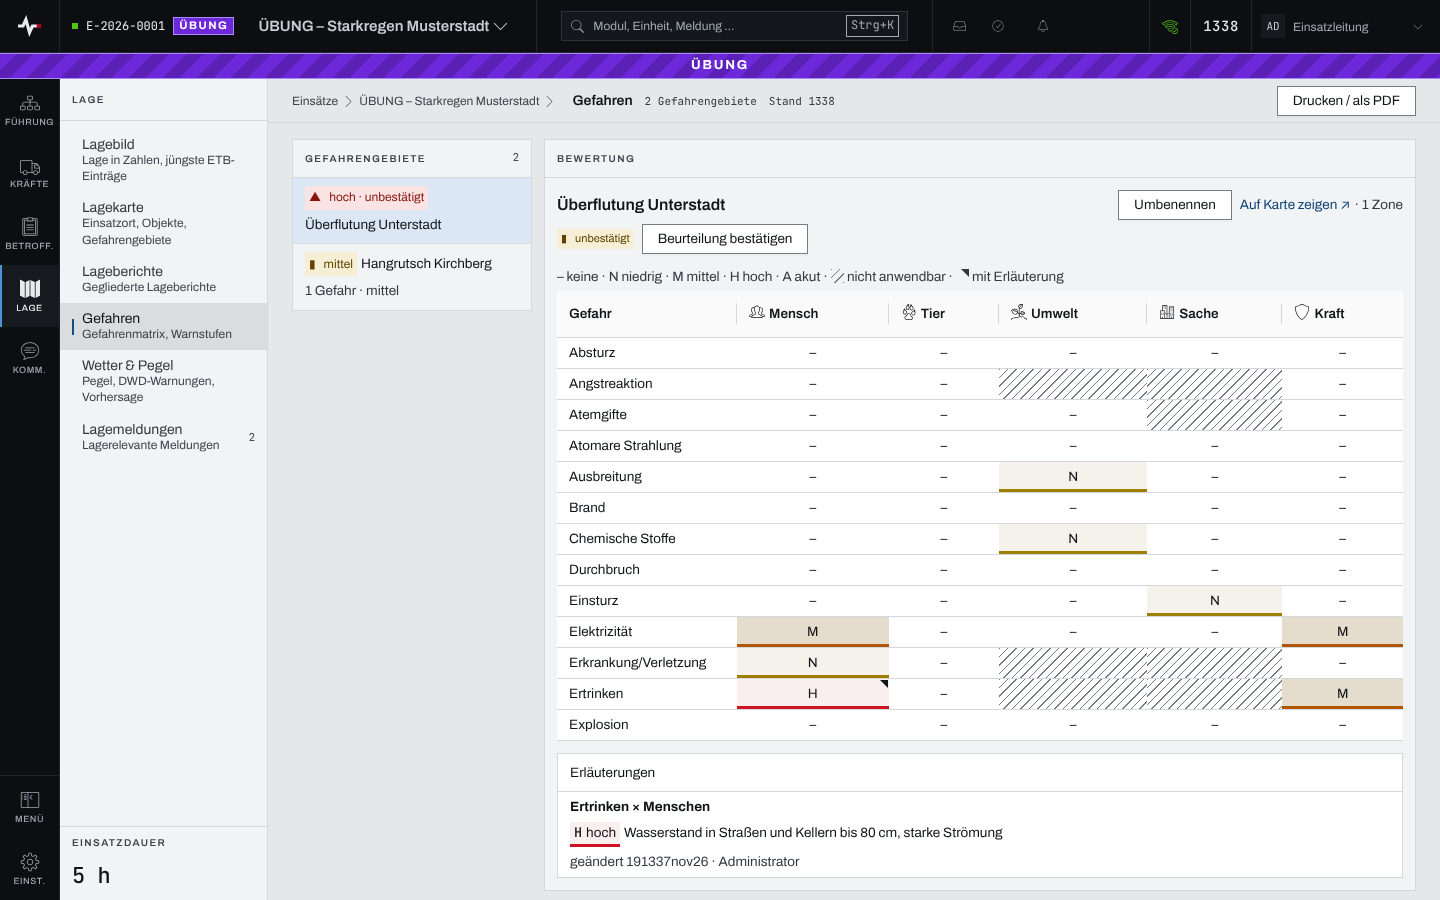 E-2026-0001 ÜBUNG ÜBUNG – Starkregen Musterstadt Modul, Einheit, Meldung ... Strg+K 1338 AD Einsatzleitung
ÜBUNG
FÜHRUNG
KRÄFTE
BETROFF.
LAGE
KOMM.
MENÜ
EINST.
LAGE
Lagebild
Lage in Zahlen, jüngste ETB-
Einträge
Lagekarte
Einsatzort, Objekte,
Gefahrengebiete
Lageberichte
Gegliederte Lageberichte
Gefahren
Gefahrenmatrix, Warnstufen
Wetter & Pegel
Pegel, DWD-Warnungen,
Vorhersage
Lagemeldungen
Lagerelevante Meldungen 2
EINSATZDAUER
5 h
Einsätze ÜBUNG – Starkregen Musterstadt Gefahren 2 Gefahrengebiete Stand 1338 Drucken / als PDF
GEFAHRENGEBIETE 2
hoch · unbestätigt
Überflutung Unterstadt
mittel Hangrutsch Kirchberg
1 Gefahr · mittel
BEWERTUNG
Überflutung Unterstadt Umbenennen Auf Karte zeigen ↗ · 1 Zone
unbestätigt Beurteilung bestätigen
– keine · N niedrig · M mittel · H hoch · A akut · nicht anwendbar · mit Erläuterung
Gefahr Mensch Tier Umwelt Sache Kraft
Absturz – – – – –
Angstreaktion – – –
Atemgifte – – – –
Atomare Strahlung – – – – –
Ausbreitung – – N – –
Brand – – – – –
Chemische Stoffe – – N – –
Durchbruch – – – – –
Einsturz – – – N –
Elektrizität M – – – M
Erkrankung/Verletzung N – –
Ertrinken H – M
Explosion – – – – –
Erläuterungen
Ertrinken × Menschen
H hoch Wasserstand in Straßen und Kellern bis 80 cm, starke Strömung
geändert 191337nov26 · Administrator